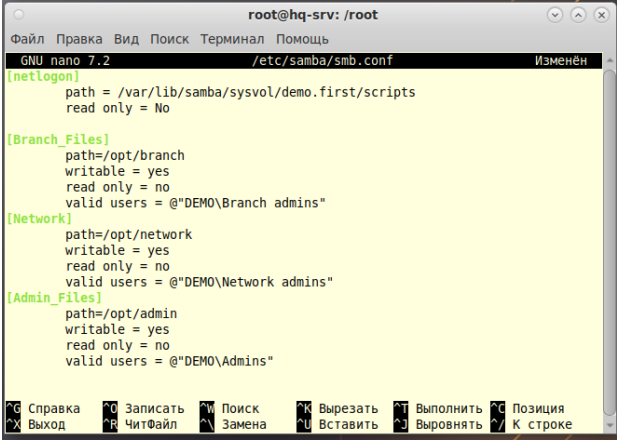 root@hq-srv: /root
Файл Правка Вид Поиск Терминал Помощь
GNU nano 7.2 /etc/samba/smb.conf Изменён
[netlogon]
path = /var/lib/samba/sysvol/demo.first/scripts
read only = No
[Branch_Files]
path=/opt/branch
writable = yes
read only = no
valid users = @"DEMO\Branch admins"
[Network]
path=/opt/network
writable = yes
read only = no
valid users = @"DEMO\Network admins"
[Admin_Files]
path=/opt/admin
writable = yes
read only = no
valid users = @"DEMO\Admins"
^G Справка ^O Записать ^W Поиск ^K Вырезать ^T Выполнить ^C Позиция
^X Выход ^R ЧитФайл ^\ Замена ^U Вставить ^J Выровнять ^/ К строке